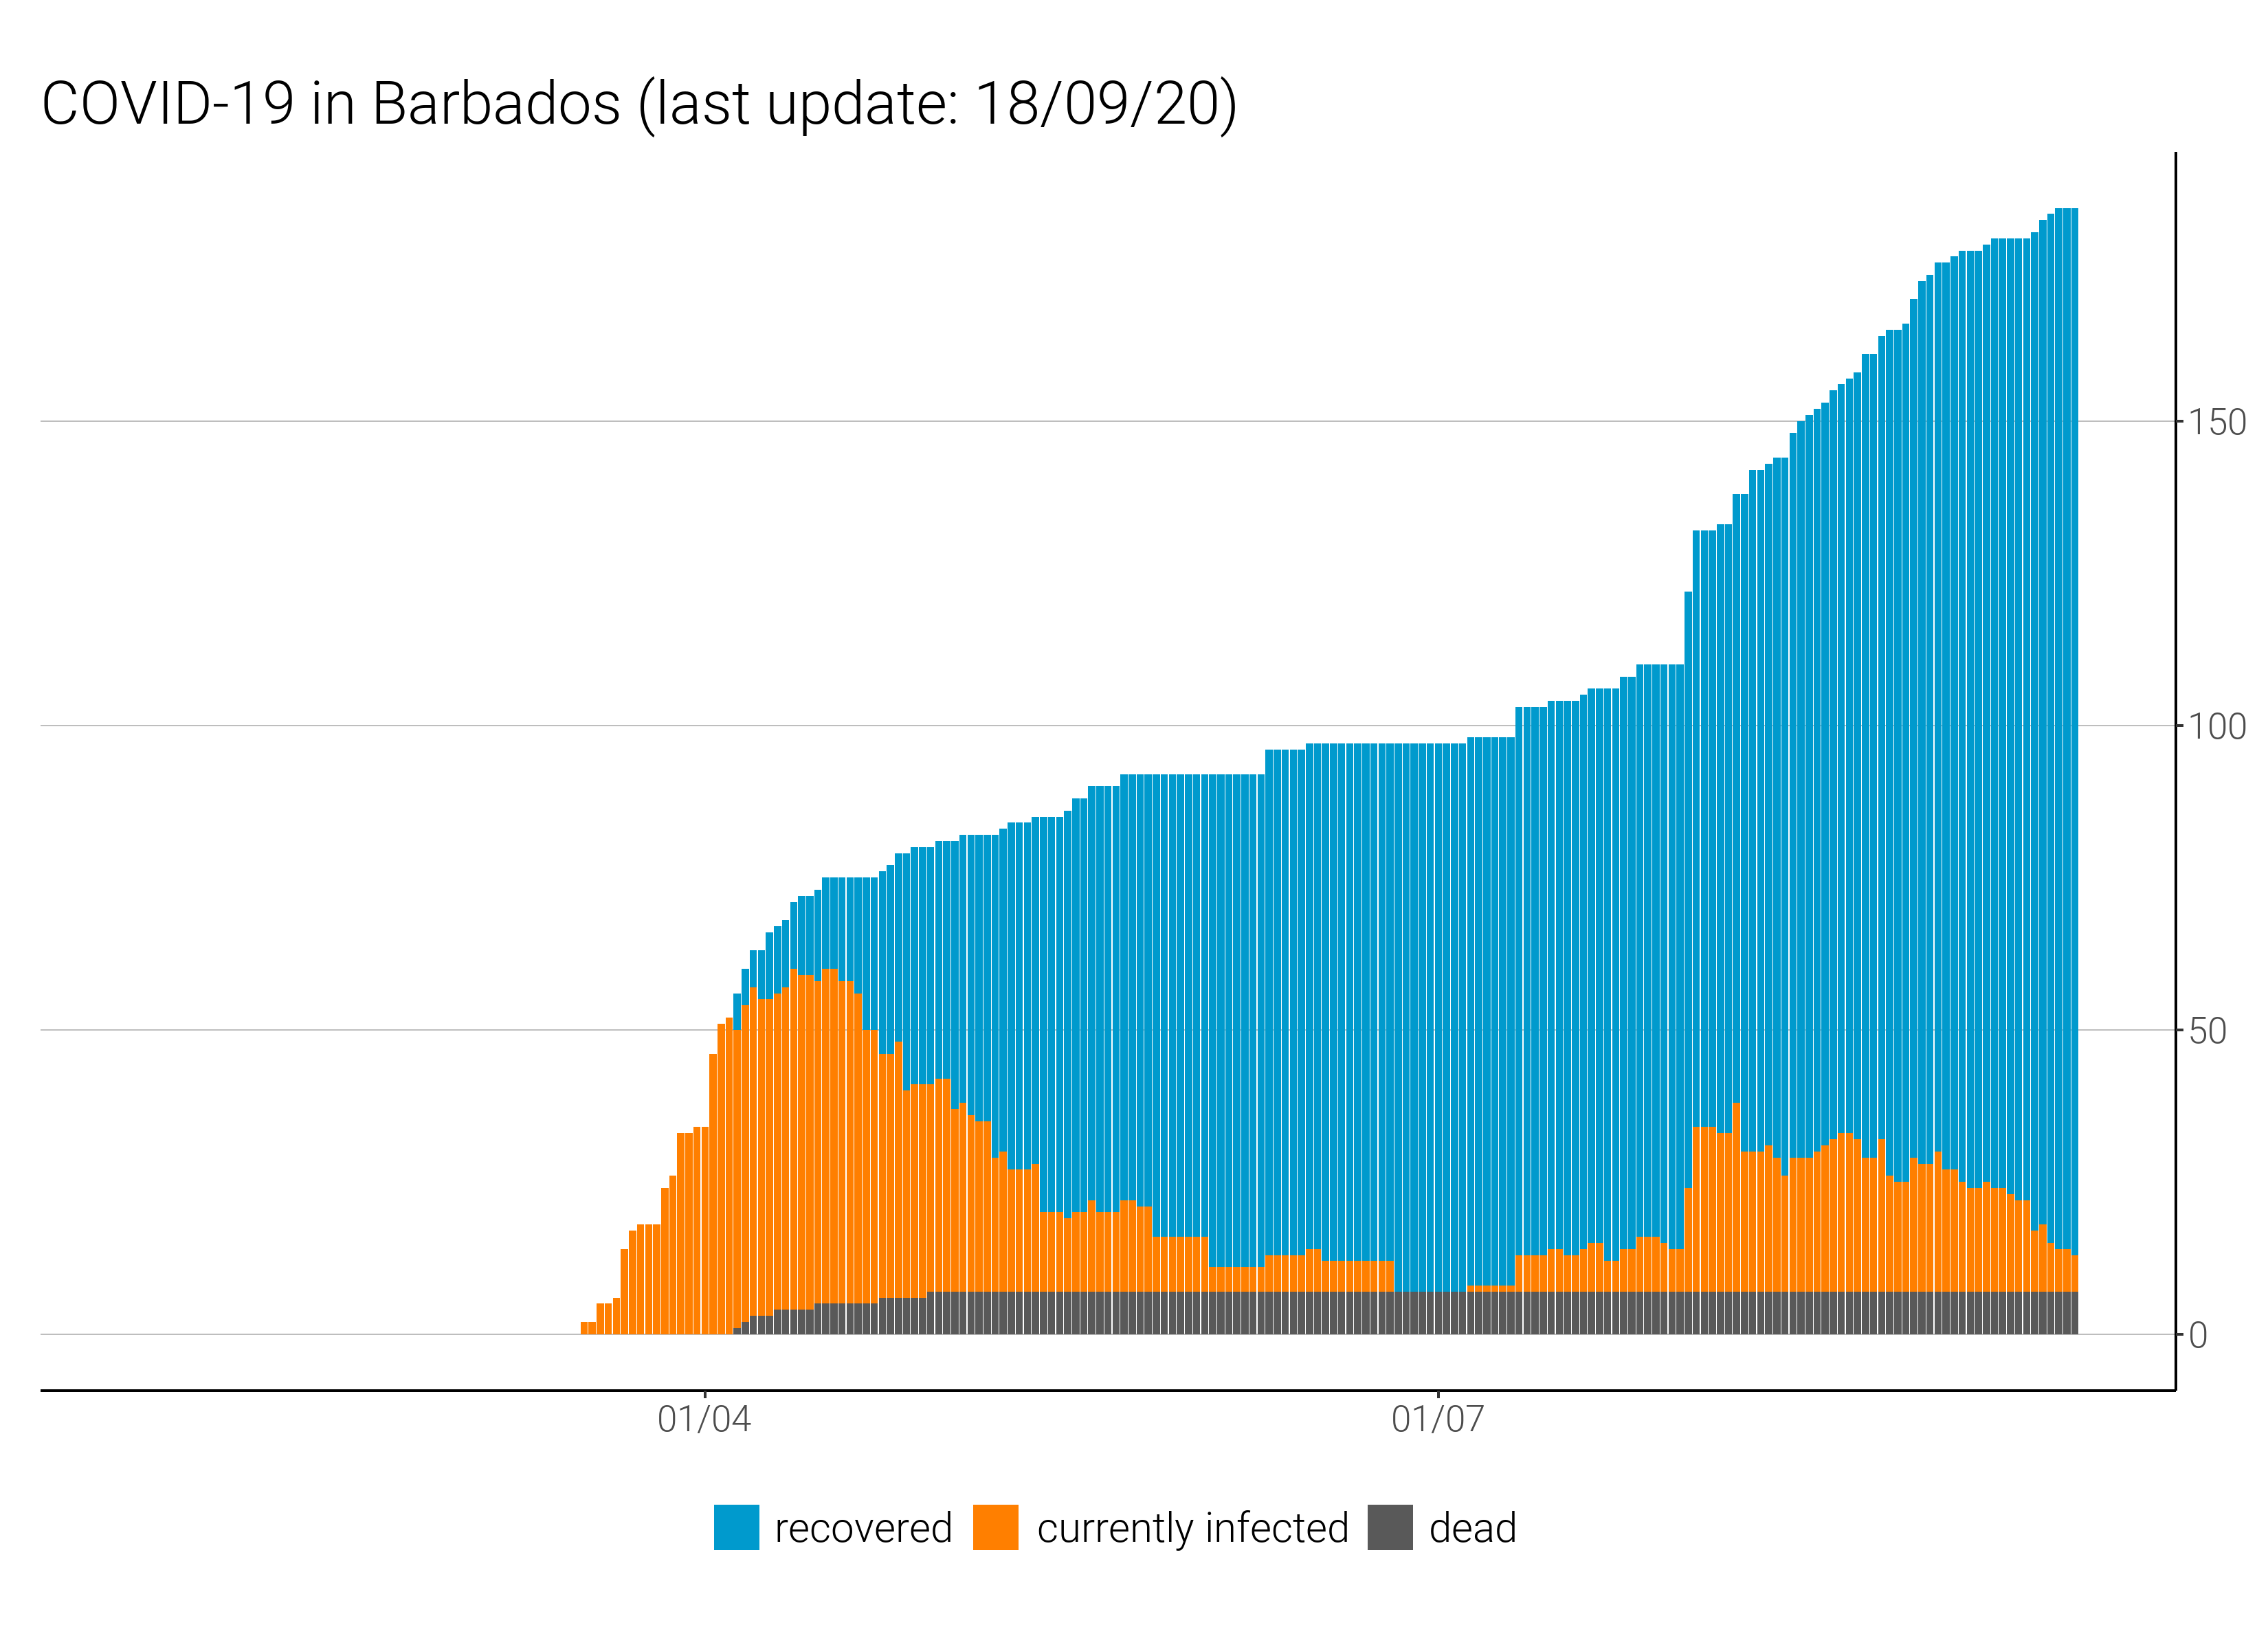 COVID-19 in Barbados (last update: 18/09/20)
150
100
50
0
01/04 01/07
recovered currently infected dead